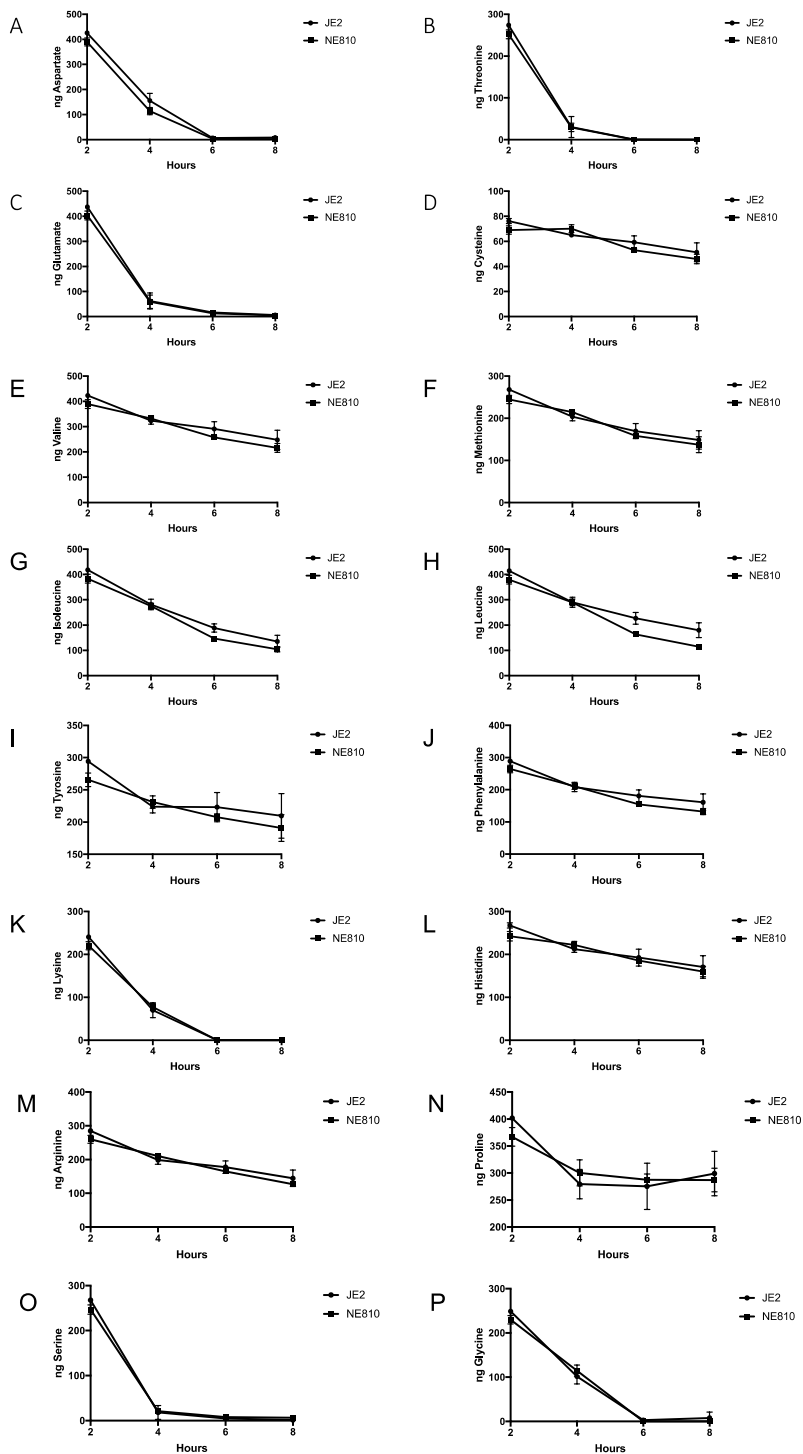 A
ng Aspartate
500
400
300
200
100
0
2 4 6 8
Hours
JE2
NE810
B
ng Threonine
300
200
100
0
2 4 6 8
Hours
JE2
NE810
C
ng Glutamate
500
400
300
200
100
0
2 4 6 8
Hours
JE2
NE810
D
ng Cysteine
100
80
60
40
20
0
2 4 6 8
Hours
JE2
NE810
E
ng Valine
500
400
300
200
100
0
2 4 6 8
Hours
JE2
NE810
F
ng Methionine
300
200
100
0
2 4 6 8
Hours
JE2
NE810
G
ng Isoleucine
500
400
300
200
100
0
2 4 6 8
Hours
JE2
NE810
H
ng Leucine
500
400
300
200
100
0
2 4 6 8
Hours
JE2
NE810
I
ng Tyrosine
350
300
250
200
150
2 4 6 8
Hours
JE2
NE810
J
ng Phenylalanine
400
300
200
100
0
2 4 6 8
Hours
JE2
NE810
K
ng Lysine
300
200
100
0
2 4 6 8
Hours
JE2
NE810
L
ng Histidine
300
200
100
0
2 4 6 8
Hours
JE2
NE810
M
ng Arginine
400
300
200
100
0
2 4 6 8
Hours
JE2
NE810
N
ng Proline
450
400
350
300
250
200
2 4 6 8
Hours
JE2
NE810
O
ng Serine
300
200
100
0
2 4 6 8
Hours
JE2
NE810
P
ng Glycine
300
200
100
0
2 4 6 8
Hours
JE2
NE810